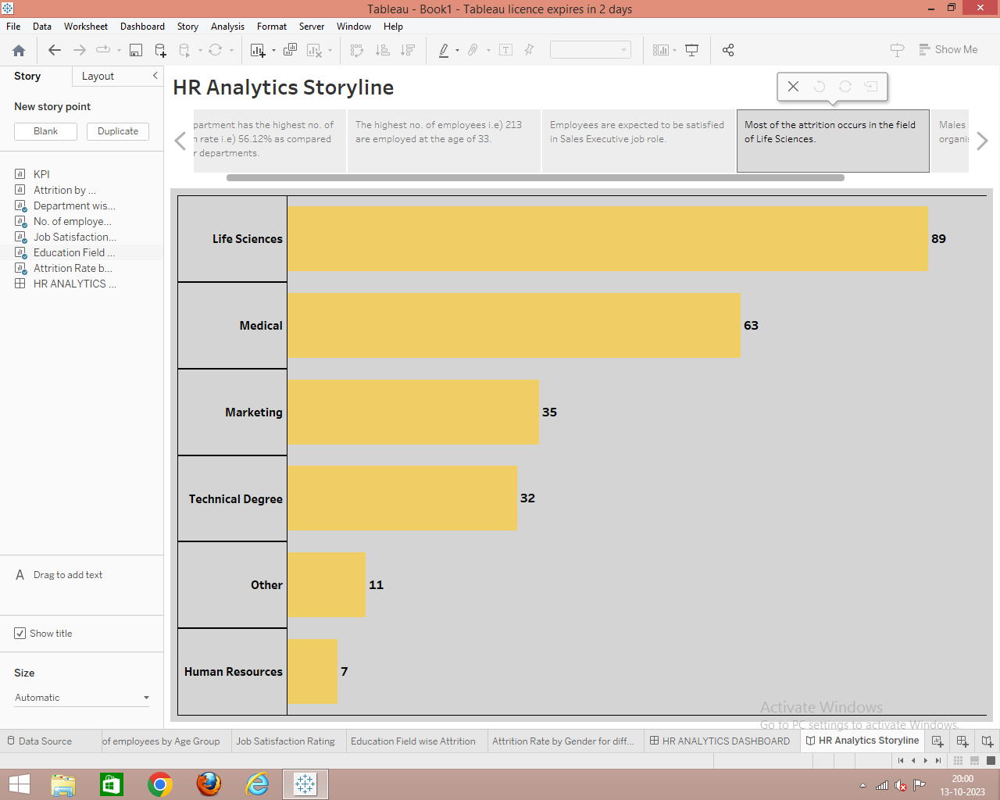 Tableau - Book1 - Tableau licence expires in 2 days
File Data Worksheet Dashboard Story Analysis Format Server Window Help
Show Me
Story Layout
New story point
Blank Duplicate
KPI
Attrition by ...
Department wis...
No. of employe...
Job Satisfaction...
Education Field ...
Attrition Rate b...
HR ANALYTICS ...
A Drag to add text
Show title
Size
Automatic
HR Analytics Storyline
partment has the highest no. of
rate i.e) 56.12% as compared
r departments.
The highest no. of employees i.e) 213
are employed at the age of 33.
Employees are expected to be satisfied
in Sales Executive job role.
Most of the attrition occurs in the field
of Life Sciences.
Males
organi
Life Sciences 89
Medical 63
Marketing 35
Technical Degree 32
Other 11
Human Resources 7
Activate Windows
Go to PC settings to activate Windows.
Data Source of employees by Age Group Job Satisfaction Rating Education Field wise Attrition Attrition Rate by Gender for diff... HR ANALYTICS DASHBOARD HR Analytics Storyline
20:00
13-10-2023